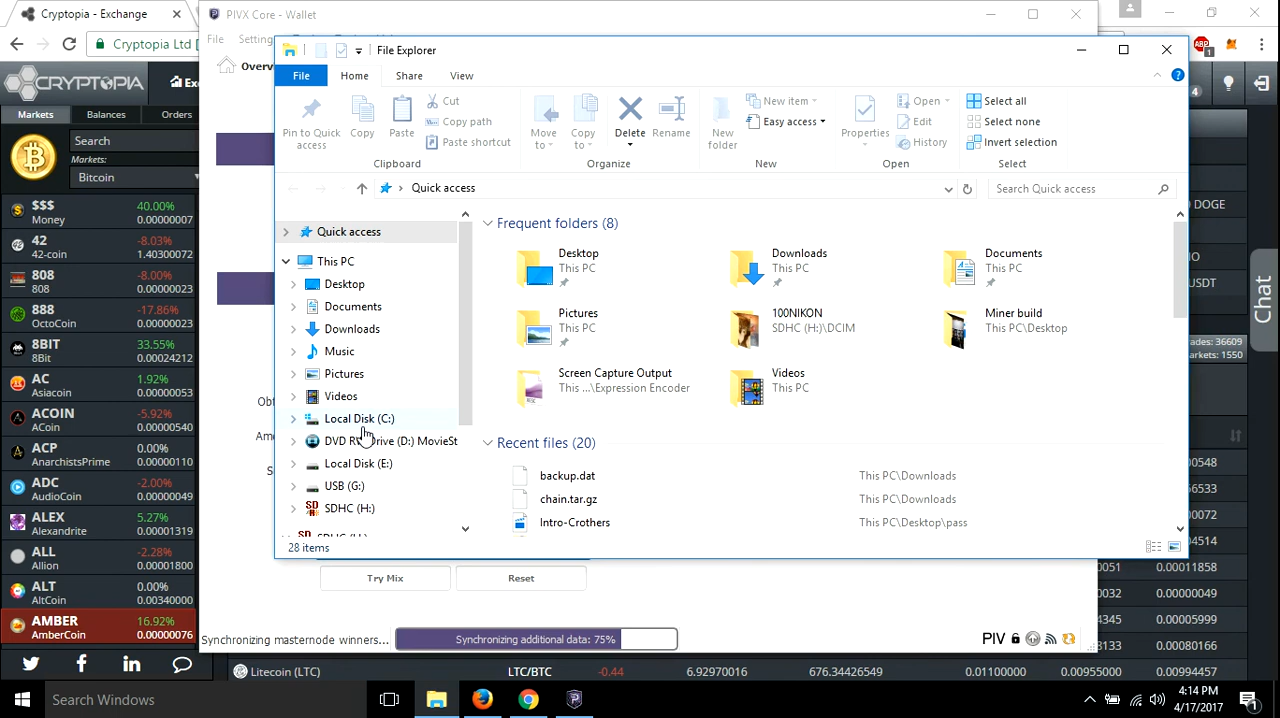 Cryptopia - Exchange
PIVX Core - Wallet
Cryptopia Ltd
File
CRYPTOPIA
Markets
Balances
Orders
Search
Markets:
Bitcoin
$$$
Money
40.00%
0.00000007
42
42-coin
-8.03%
1.40300072
808
808
-8.00%
0.00000023
888
OctoCoin
-17.86%
0.00000023
8BIT
8Bit
33.55%
0.00024212
AC
AsiaCoin
1.92%
0.00000053
ACOIN
ACoin
-5.92%
0.00000540
ACP
AnarchistsPrime
0.00%
0.00000110
ADC
AudioCoin
-2.00%
0.00000049
ALEX
Alexandrite
5.27%
0.00001319
ALL
Allion
-2.28%
0.00001800
ALT
AltCoin
0.00%
0.00340000
AMBER
AmberCoin
16.92%
0.00000076
File Explorer
File
Home
Share
View
Pin to Quick access
Copy
Paste
Cut
Copy path
Paste shortcut
Clipboard
Move to
Copy to
Delete
Rename
Organize
New folder
New item
Easy access
New
Properties
Open
Edit
History
Open
Select all
Select none
Invert selection
Select
Quick access
Search Quick access
Quick access
This PC
Desktop
Documents
Downloads
Music
Pictures
Videos
Local Disk (C:)
Local Disk (E:)
USB (G:)
SDHC (H:)
Frequent folders (8)
Desktop
This PC
Downloads
This PC
Documents
This PC
Pictures
This PC
100NIKON
SDHC (H:)\DCIM
Miner build
This PC\Desktop
Screen Capture Output
This ...\Expression Encoder
Videos
This PC
Recent files (20)
backup.dat
This PC\Downloads
chain.tar.gz
This PC\Downloads
Intro-Crothers
This PC\Desktop\pass
28 items
Try Mix
Reset
Synchronizing masternode winners...
Synchronizing additional data: 75%
PIV
DOGE
Chat
Litecoin (LTC)
LTC/BTC
-0.44
6.92970016
676.34426549
0.01100000
0.00955000
0.00994457
Search Windows
4:14 PM
4/17/2017